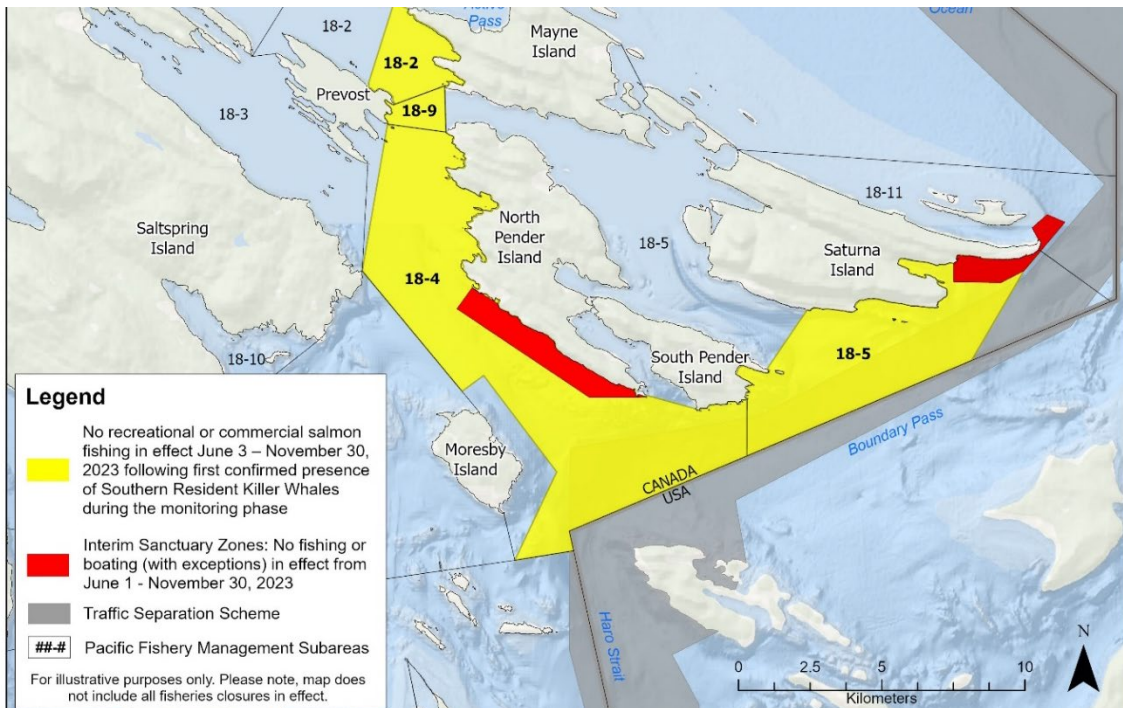 Active
Pass
Ocean
18-2
Mayne
Island
18-2
Prevost
18-9
18-3
18-11
North
Pender
Island
Saltspring
Island
18-5
Saturna
Island
18-4
18-5
South Pender
Island
18-10
Moresby
Island
Boundary Pass
CANADA
USA
Haro Strait
Legend
No recreational or commercial salmon
fishing in effect June 3 – November 30,
2023 following first confirmed presence
of Southern Resident Killer Whales
during the monitoring phase
Interim Sanctuary Zones: No fishing or
boating (with exceptions) in effect from
June 1 - November 30, 2023
Traffic Separation Scheme
##-# Pacific Fishery Management Subareas
For illustrative purposes only. Please note, map does
not include all fisheries closures in effect.
N
0 2.5 5 10
Kilometers